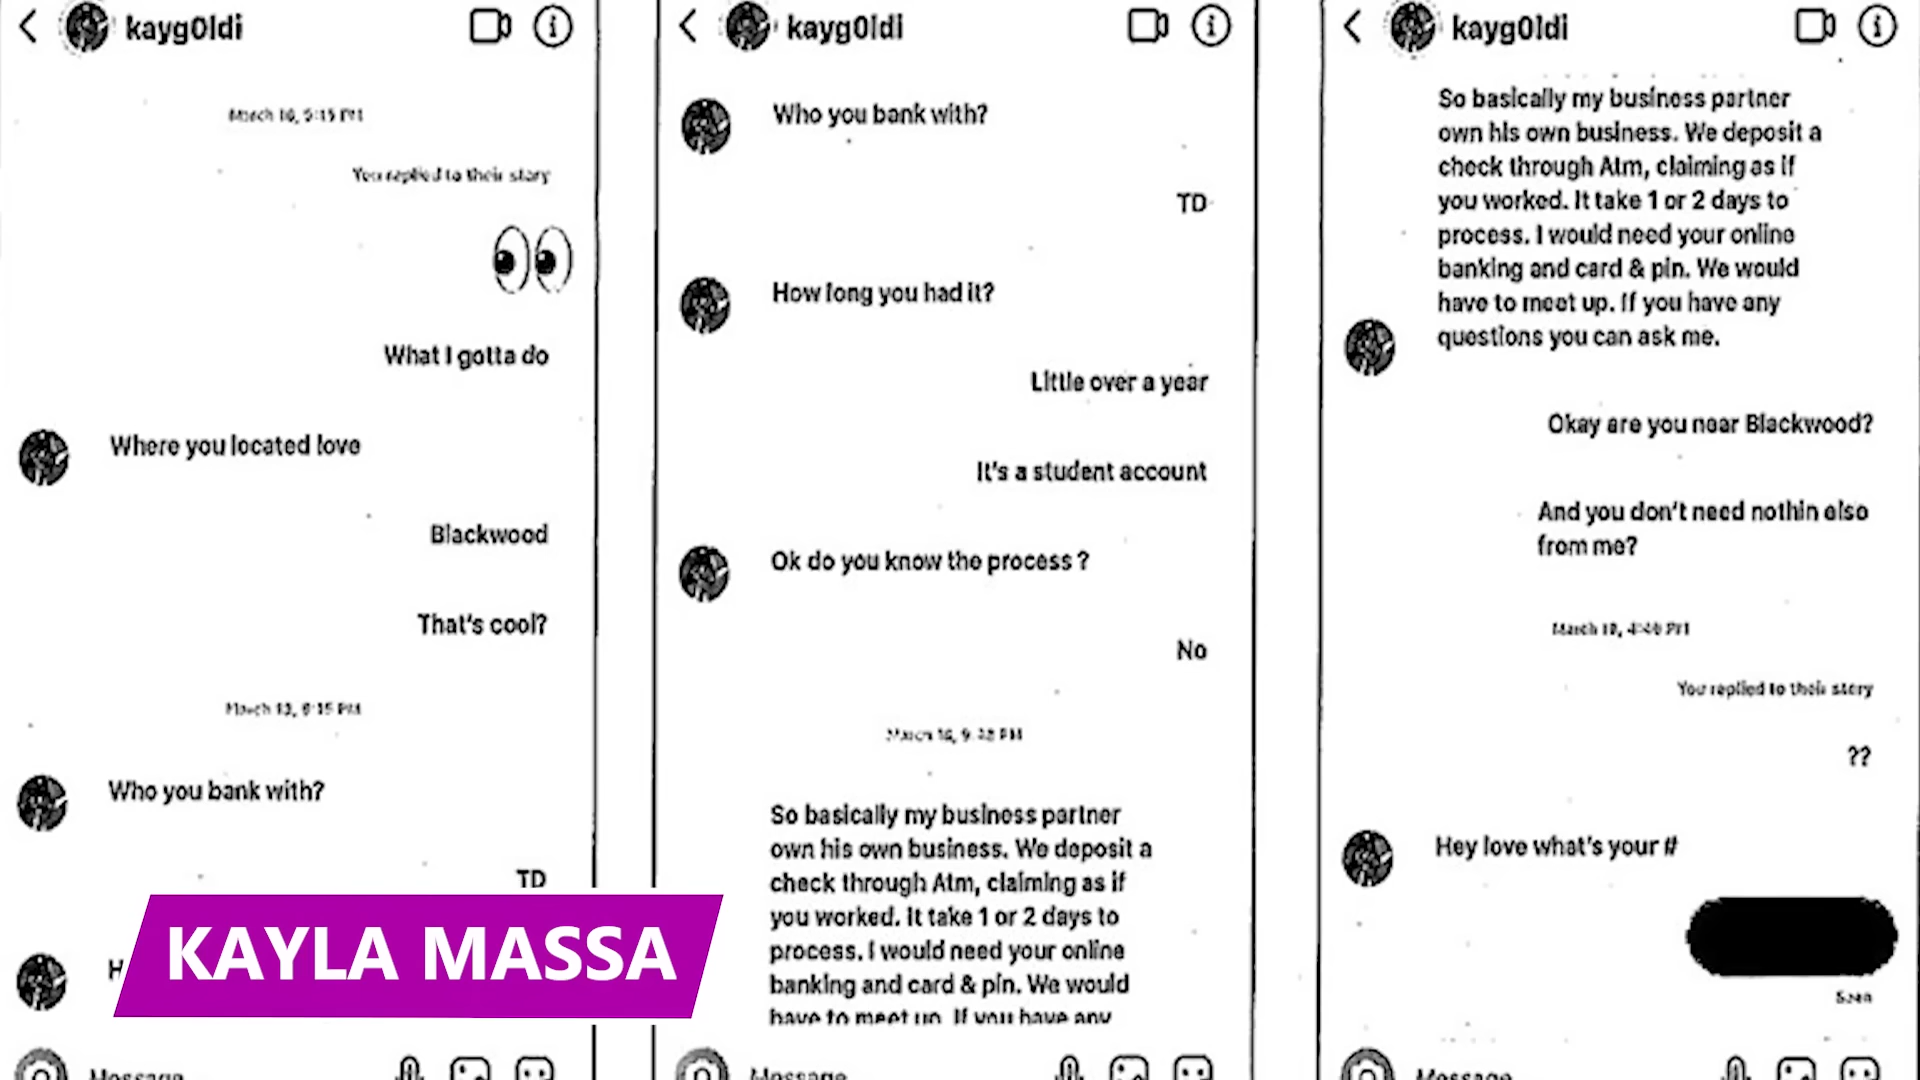 kayg0ldi
You replied to their story
What I gotta do
Where you located love
Blackwood
That's cool?
Who you bank with?
TD
H
KAYLA MASSA
Message...
kayg0ldi
Who you bank with?
TD
How long you had it?
Little over a year
It's a student account
Ok do you know the process ?
No
So basically my business partner
own his own business. We deposit a
check through Atm, claiming as if
you worked. It take 1 or 2 days to
process. I would need your online
banking and card & pin. We would
have to meet up. If you have any
Message...
kayg0ldi
So basically my business partner
own his own business. We deposit a
check through Atm, claiming as if
you worked. It take 1 or 2 days to
process. I would need your online
banking and card & pin. We would
have to meet up. If you have any
questions you can ask me.
Okay are you near Blackwood?
And you don't need nothin else
from me?
You replied to their story
??
Hey love what's your #
Seen